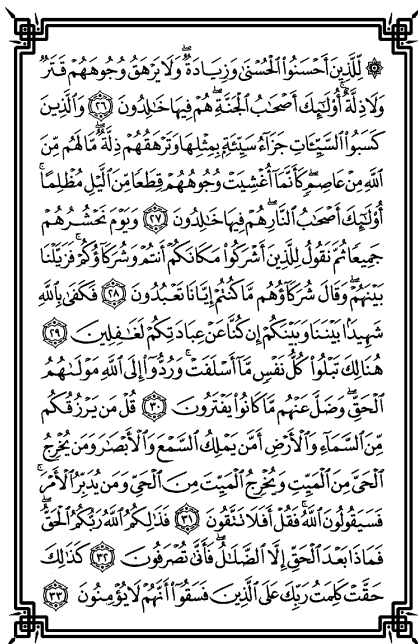 ۞ لِّلَّذِينَ أَحْسَنُوا۟ ٱلْحُسْنَىٰ وَزِيَادَةٌ ۖ وَلَا يَرْهَقُ وُجُوهَهُمْ قَتَرٌ
وَلَا ذِلَّةٌ ۚ أُو۟لَـٰٓئِكَ أَصْحَـٰبُ ٱلْجَنَّةِ ۖ هُمْ فِيهَا خَـٰلِدُونَ ٢٦ وَٱلَّذِينَ
كَسَبُوا۟ ٱلسَّيِّـَٔاتِ جَزَآءُ سَيِّئَةٍۭ بِمِثْلِهَا وَتَرْهَقُهُمْ ذِلَّةٌ ۖ مَّا لَهُم مِّنَ
ٱللَّهِ مِنْ عَاصِمٍ ۖ كَأَنَّمَآ أُغْشِيَتْ وُجُوهُهُمْ قِطَعًا مِّنَ ٱلَّيْلِ مُظْلِمًا ۚ
أُو۟لَـٰٓئِكَ أَصْحَـٰبُ ٱلنَّارِ ۖ هُمْ فِيهَا خَـٰلِدُونَ ٢٧ وَيَوْمَ نَحْشُرُهُمْ
جَمِيعًا ثُمَّ نَقُولُ لِلَّذِينَ أَشْرَكُوا۟ مَكَانَكُمْ أَنتُمْ وَشُرَكَآؤُكُمْ ۚ فَزَيَّلْنَا
بَيْنَهُمْ ۖ وَقَالَ شُرَكَآؤُهُم مَّا كُنتُمْ إِيَّانَا تَعْبُدُونَ ٢٨ فَكَفَىٰ بِٱللَّهِ
شَهِيدًۢا بَيْنَنَا وَبَيْنَكُمْ إِن كُنَّا عَنْ عِبَادَتِكُمْ لَغَـٰفِلِينَ ٢٩
هُنَالِكَ تَبْلُوا۟ كُلُّ نَفْسٍ مَّآ أَسْلَفَتْ ۚ وَرُدُّوٓا۟ إِلَى ٱللَّهِ مَوْلَىٰهُمُ
ٱلْحَقِّ ۖ وَضَلَّ عَنْهُم مَّا كَانُوا۟ يَفْتَرُونَ ٣٠ قُلْ مَن يَرْزُقُكُم
مِّنَ ٱلسَّمَآءِ وَٱلْأَرْضِ أَمَّن يَمْلِكُ ٱلسَّمْعَ وَٱلْأَبْصَـٰرَ وَمَن يُخْرِجُ
ٱلْحَىَّ مِنَ ٱلْمَيِّتِ وَيُخْرِجُ ٱلْمَيِّتَ مِنَ ٱلْحَىِّ وَمَن يُدَبِّرُ ٱلْأَمْرَ ۚ
فَسَيَقُولُونَ ٱللَّهُ ۚ فَقُلْ أَفَلَا تَتَّقُونَ ٣١ فَذَٰلِكُمُ ٱللَّهُ رَبُّكُمُ ٱلْحَقُّ ۖ
فَمَاذَا بَعْدَ ٱلْحَقِّ إِلَّا ٱلضَّلَـٰلُ ۖ فَأَنَّىٰ تُصْرَفُونَ ٣٢ كَذَٰلِكَ
حَقَّتْ كَلِمَتُ رَبِّكَ عَلَى ٱلَّذِينَ فَسَقُوٓا۟ أَنَّهُمْ لَا يُؤْمِنُونَ ٣٣